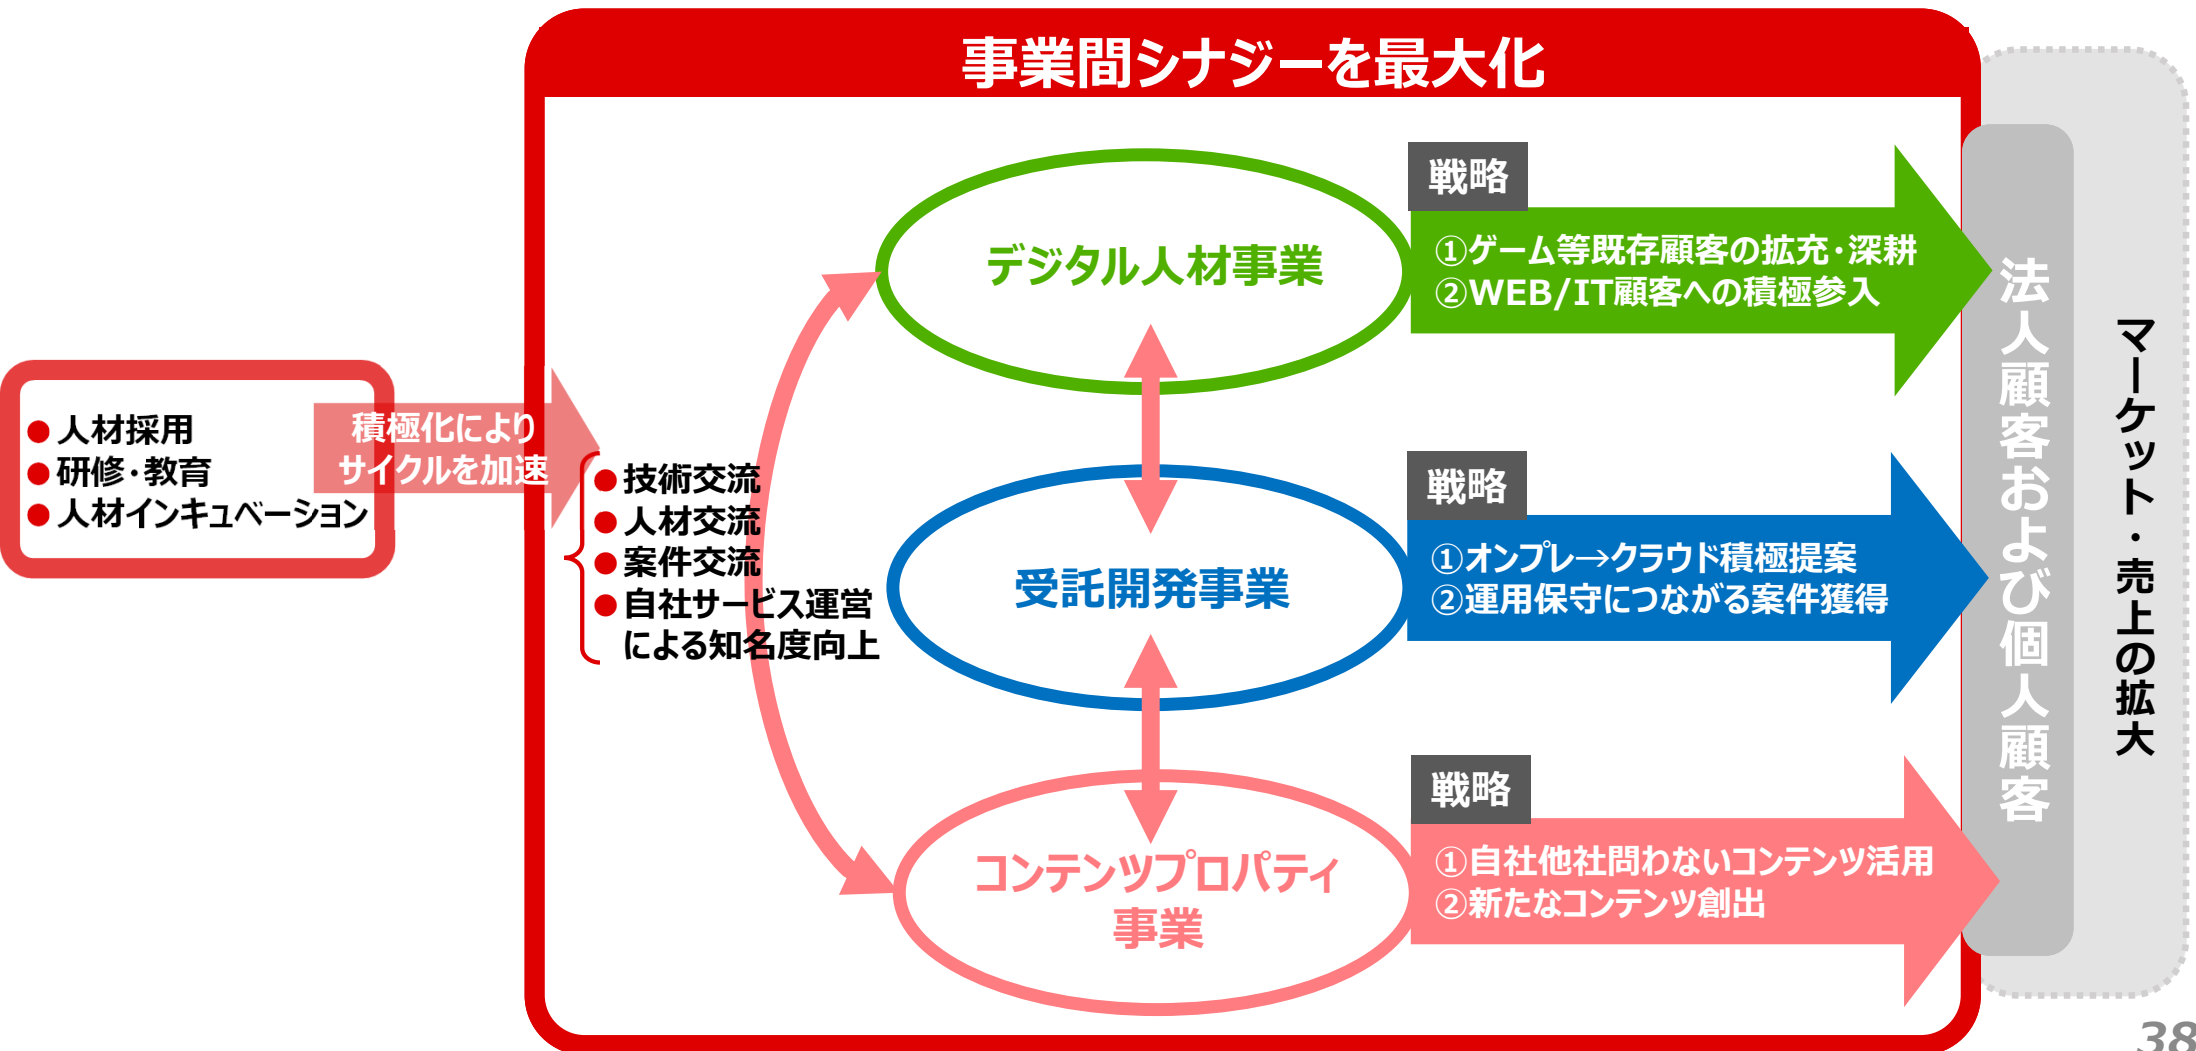 事業間シナジーを最大化
人材採用
研修・教育
人材インキュベーション
積極化により
サイクルを加速
技術交流
人材交流
案件交流
自社サービス運営
による知名度向上
デジタル人材事業
戦略
①ゲーム等既存顧客の拡充・深耕
②WEB/IT顧客への積極参入
受託開発事業
戦略
①オンプレ→クラウド積極提案
②運用保守につながる案件獲得
コンテンツプロパティ
事業
戦略
①自社他社問わないコンテンツ活用
②新たなコンテンツ創出
法人顧客および個人顧客
マーケット・売上の拡大
38